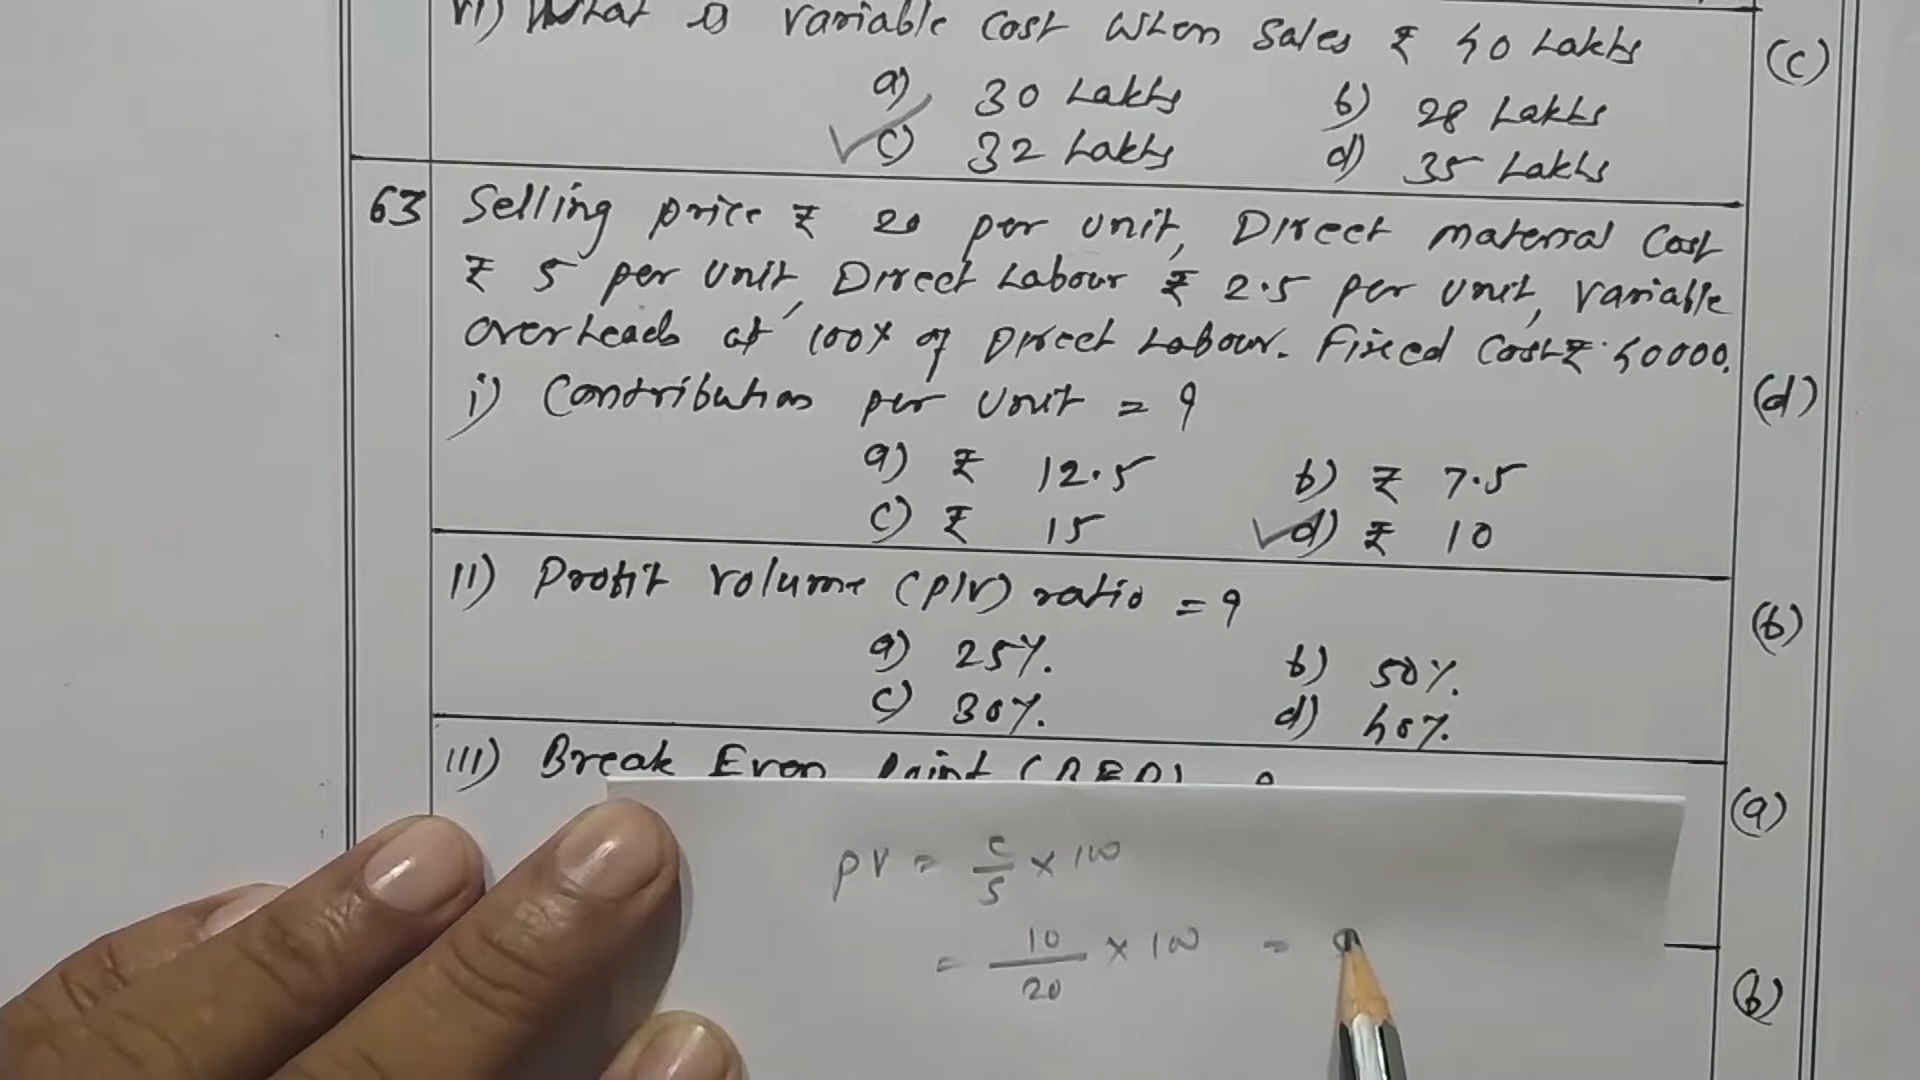 vi) What is variable cost when sales ₹ 40 Lakhs (c)
a) 30 Lakhs b) 28 Lakhs
c) 32 Lakhs d) 35 Lakhs
63 Selling price ₹ 20 per unit, Direct material cost
₹ 5 per unit, Direct Labour ₹ 2.5 per unit, variable
overheads at 100% of Direct Labour. Fixed cost ₹ 40000.
i) Contribution per unit = ? (d)
a) ₹ 12.5 b) ₹ 7.5
c) ₹ 15 d) ₹ 10
ii) Profit volume (P/V) ratio = ? (b)
a) 25%. b) 50%.
c) 30%. d) 40%.
iii) Break Even Point (BEP) ? (a)
PV = C/S × 100
= 10/20 × 100 =
(b)